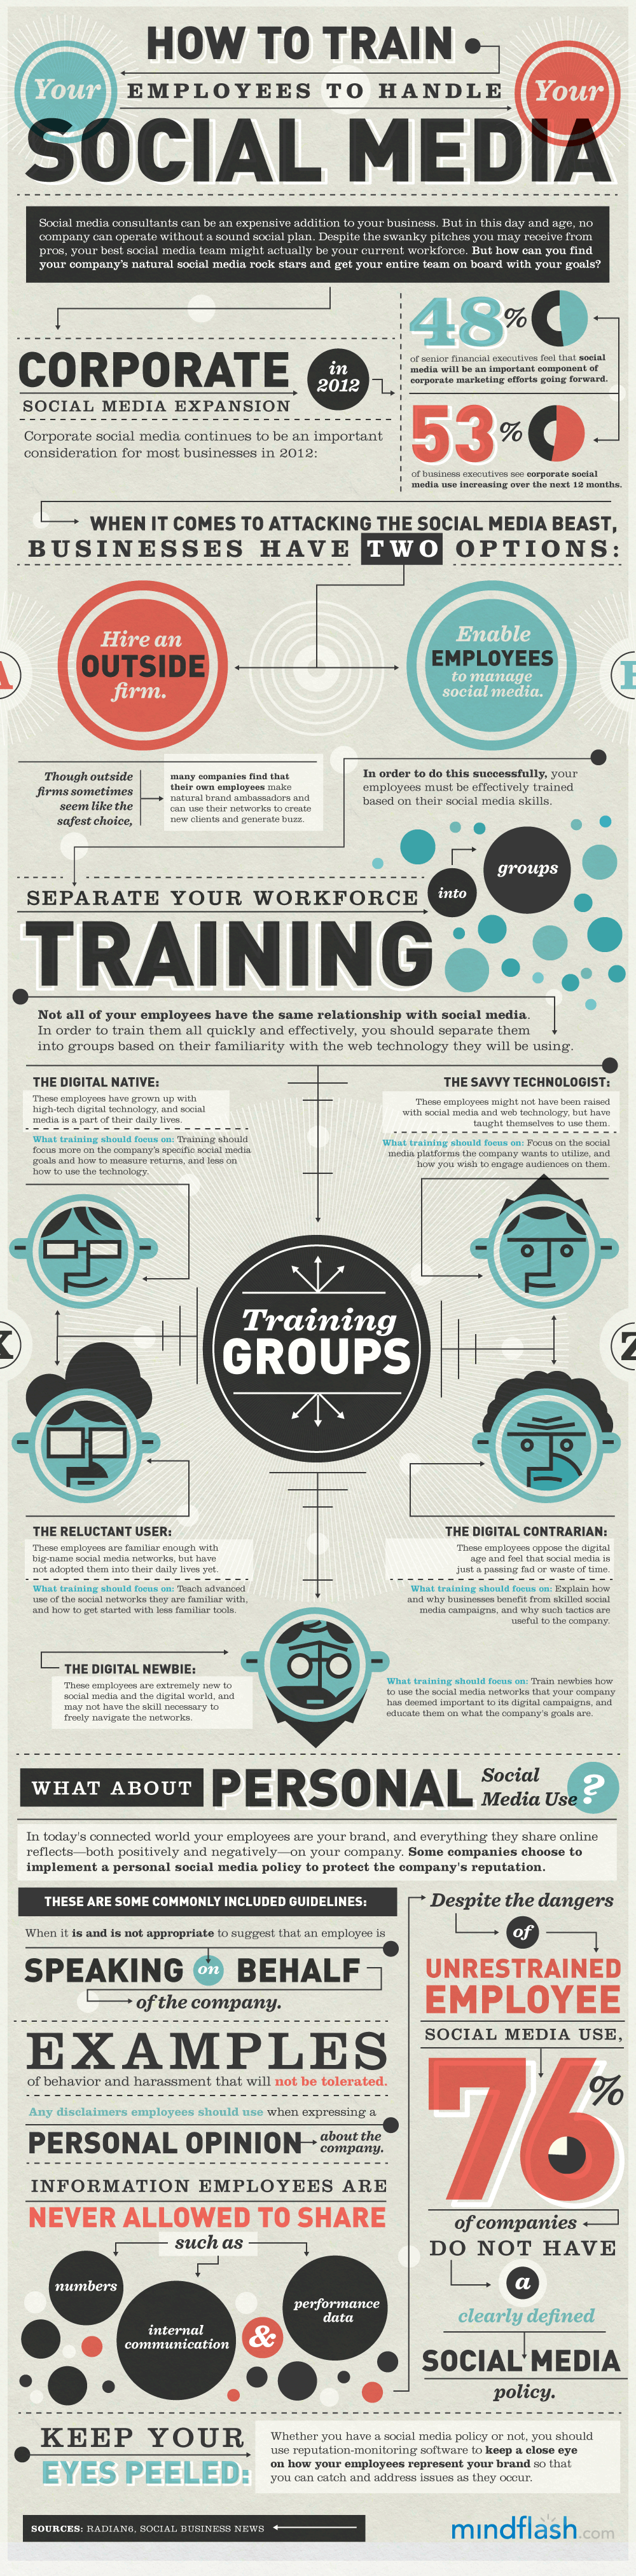 HOW TO TRAIN
Your
EMPLOYEES TO HANDLE
Your
SOCIAL MEDIA
Social media consultants can be an expensive addition to your business. But in this day and age, no
company can operate without a sound social plan. Despite the swanky pitches you may receive from
pros, your best social media team might actually be your current workforce. But how can you find
your company's natural social media rock stars and get your entire team on board with your goals?
CORPORATE
in
2012
SOCIAL MEDIA EXPANSION
Corporate social media continues to be an important
consideration for most businesses in 2012:
48%
of senior financial executives feel that social
media will be an important component of
corporate marketing efforts going forward.
53%
of business executives see corporate social
media use increasing over the next 12 months.
WHEN IT COMES TO ATTACKING THE SOCIAL MEDIA BEAST,
BUSINESSES HAVE TWO OPTIONS:
A
Hire an
OUTSIDE
firm.
Enable
EMPLOYEES
to manage
social media.
Though outside
firms sometimes
seem like the
safest choice,
many companies find that
their own employees make
natural brand ambassadors and
can use their networks to create
new clients and generate buzz.
In order to do this successfully, your
employees must be effectively trained
based on their social media skills.
SEPARATE YOUR WORKFORCE
into
groups
TRAINING
Not all of your employees have the same relationship with social media.
In order to train them all quickly and effectively, you should separate them
into groups based on their familiarity with the web technology they will be using.
THE DIGITAL NATIVE:
These employees have grown up with
high-tech digital technology, and social
media is a part of their daily lives.
What training should focus on: Training should
focus more on the company's specific social media
goals and how to measure returns, and less on
how to use the technology.
THE SAVVY TECHNOLOGIST:
These employees might not have been raised
with social media and web technology, but have
taught themselves to use them.
What training should focus on: Focus on the social
media platforms the company wants to utilize, and
how you wish to engage audiences on them.
Training
GROUPS
X
Z
THE RELUCTANT USER:
These employees are familiar enough with
big-name social media networks, but have
not adopted them into their daily lives yet.
What training should focus on: Teach advanced
use of the social networks they are familiar with,
and how to get started with less familiar tools.
THE DIGITAL CONTRARIAN:
These employees oppose the digital
age and feel that social media is
just a passing fad or waste of time.
What training should focus on: Explain how
and why businesses benefit from skilled social
media campaigns, and why such tactics are
useful to the company.
THE DIGITAL NEWBIE:
These employees are extremely new to
social media and the digital world, and
may not have the skill necessary to
freely navigate the networks.
What training should focus on: Train newbies how
to use the social media networks that your company
has deemed important to its digital campaigns, and
educate them on what the company's goals are.
WHAT ABOUT PERSONAL Social
Media Use ?
In today's connected world your employees are your brand, and everything they share online
reflects—both positively and negatively—on your company. Some companies choose to
implement a personal social media policy to protect the company's reputation.
THESE ARE SOME COMMONLY INCLUDED GUIDELINES:
When it is and is not appropriate to suggest that an employee is
SPEAKING on BEHALF
of the company.
EXAMPLES
of behavior and harassment that will not be tolerated.
Any disclaimers employees should use when expressing a
PERSONAL OPINION about the
company.
INFORMATION EMPLOYEES ARE
NEVER ALLOWED TO SHARE
such as
numbers
internal
communication
&
performance
data
Despite the dangers
of
UNRESTRAINED
EMPLOYEE
SOCIAL MEDIA USE,
76%
of companies
DO NOT HAVE
a
clearly defined
SOCIAL MEDIA
policy.
KEEP YOUR
EYES PEELED:
Whether you have a social media policy or not, you should
use reputation-monitoring software to keep a close eye
on how your employees represent your brand so that
you can catch and address issues as they occur.
SOURCES: RADIAN6, SOCIAL BUSINESS NEWS
mindflash.com